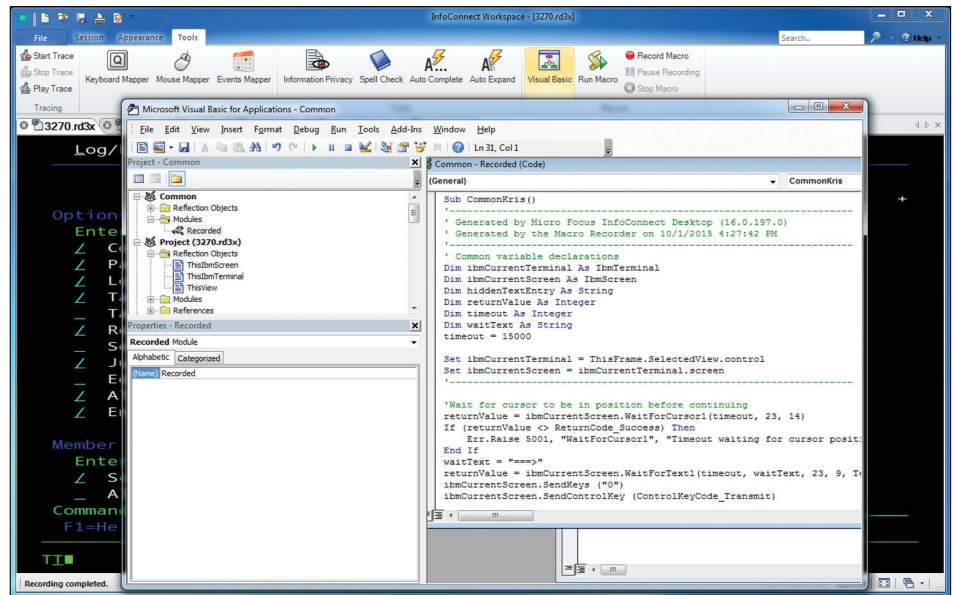 InfoConnect Workspace - [3270.rd3x]
File Session Appearance Tools Search... Help
Start Trace
Stop Trace
Play Trace
Keyboard Mapper Mouse Mapper Events Mapper Information Privacy Spell Check Auto Complete Auto Expand Visual Basic Run Macro
Record Macro
Pause Recording
Stop Macro
Tracing
3270.rd3x
Microsoft Visual Basic for Applications - Common
File Edit View Insert Format Debug Run Tools Add-Ins Window Help
Ln 31, Col 1
Project - Common
Common
Reflection Objects
Modules
Recorded
Project (3270.rd3x)
Reflection Objects
ThisIbmScreen
ThisIbmTerminal
ThisView
Modules
References
Properties - Recorded
Recorded Module
Alphabetic Categorized
(Name) Recorded
Common - Recorded (Code)
(General) CommonKris
Sub CommonKris()
'----------------------------------------------------------------
' Generated by Micro Focus InfoConnect Desktop (16.0.197.0)
' Generated by the Macro Recorder on 10/1/2015 4:27:42 PM
'----------------------------------------------------------------
' Common variable declarations
Dim ibmCurrentTerminal As IbmTerminal
Dim ibmCurrentScreen As IbmScreen
Dim hiddenTextEntry As String
Dim returnValue As Integer
Dim timeout As Integer
Dim waitText As String
timeout = 15000
Set ibmCurrentTerminal = ThisFrame.SelectedView.control
Set ibmCurrentScreen = ibmCurrentTerminal.screen
'----------------------------------------------------------------
'Wait for cursor to be in position before continuing
returnValue = ibmCurrentScreen.WaitForCursor1(timeout, 23, 14)
If (returnValue <> ReturnCode_Success) Then
Err.Raise 5001, "WaitForCursor1", "Timeout waiting for cursor posit
End If
waitText = "===>"
returnValue = ibmCurrentScreen.WaitForText1(timeout, waitText, 23, 9, Te
ibmCurrentScreen.SendKeys ("0")
ibmCurrentScreen.SendControlKey (ControlKeyCode_Transmit)
Log/
+
Option
Ente
/ Co
/ P
/ L
/ T
_ T
/ R
_ S
/ J
_ E
/ A
/ E
Member
Ente
/ S
_ A
Comman
F1=He
TI
Recording completed.